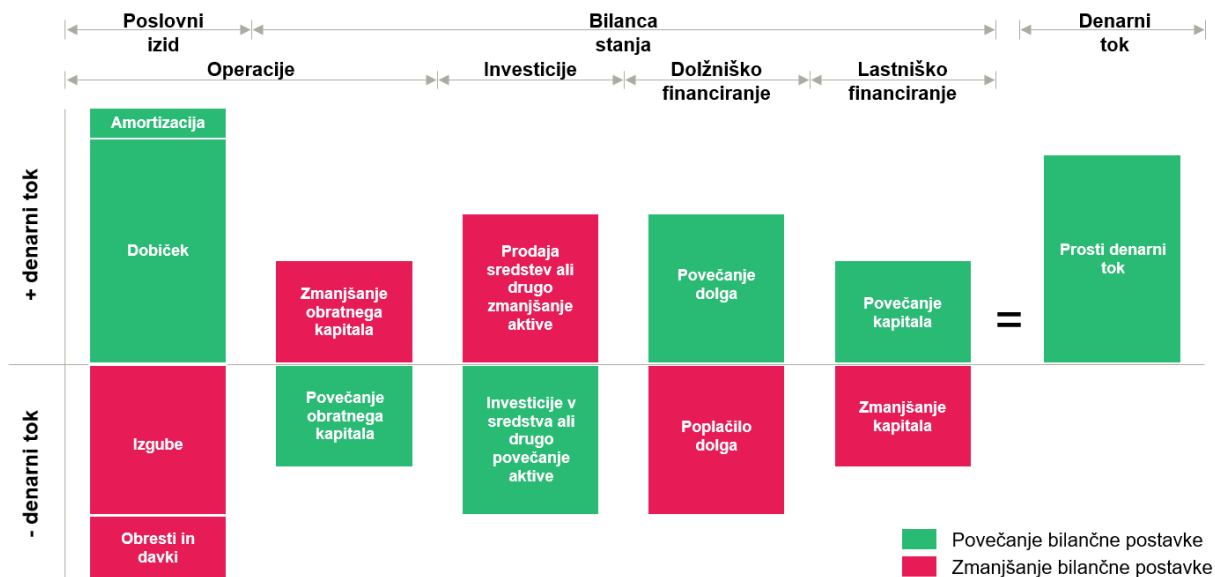 Poslovni
izid
Bilanca
stanja
Denarni
tok
Operacije
Investicije
Dolžniško
financiranje
Lastniško
financiranje
+ denarni tok
- denarni tok
Amortizacija
Dobiček
Izgube
Obresti in
davki
Zmanjšanje
obratnega
kapitala
Povečanje
obratnega
kapitala
Prodaja
sredstev ali
drugo
zmanjšanje
aktive
Investicije v
sredstva ali
drugo
povečanje
aktive
Povečanje
dolga
Poplačilo
dolga
Povečanje
kapitala
Zmanjšanje
kapitala
=
Prosti denarni
tok
Povečanje bilančne postavke
Zmanjšanje bilančne postavke